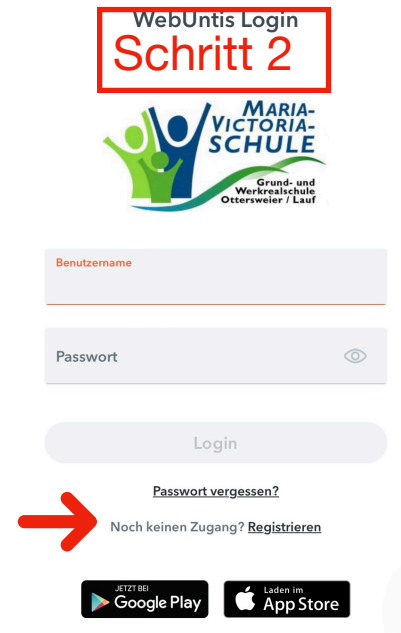 WebUntis Login
Schritt 2
MARIA-
VICTORIA-
SCHULE
Grund- und
Werkrealschule
Ottersweier / Lauf
Benutzername
Passwort
Login
Passwort vergessen?
Noch keinen Zugang? Registrieren
JETZT BEI
Google Play
Laden im
App Store